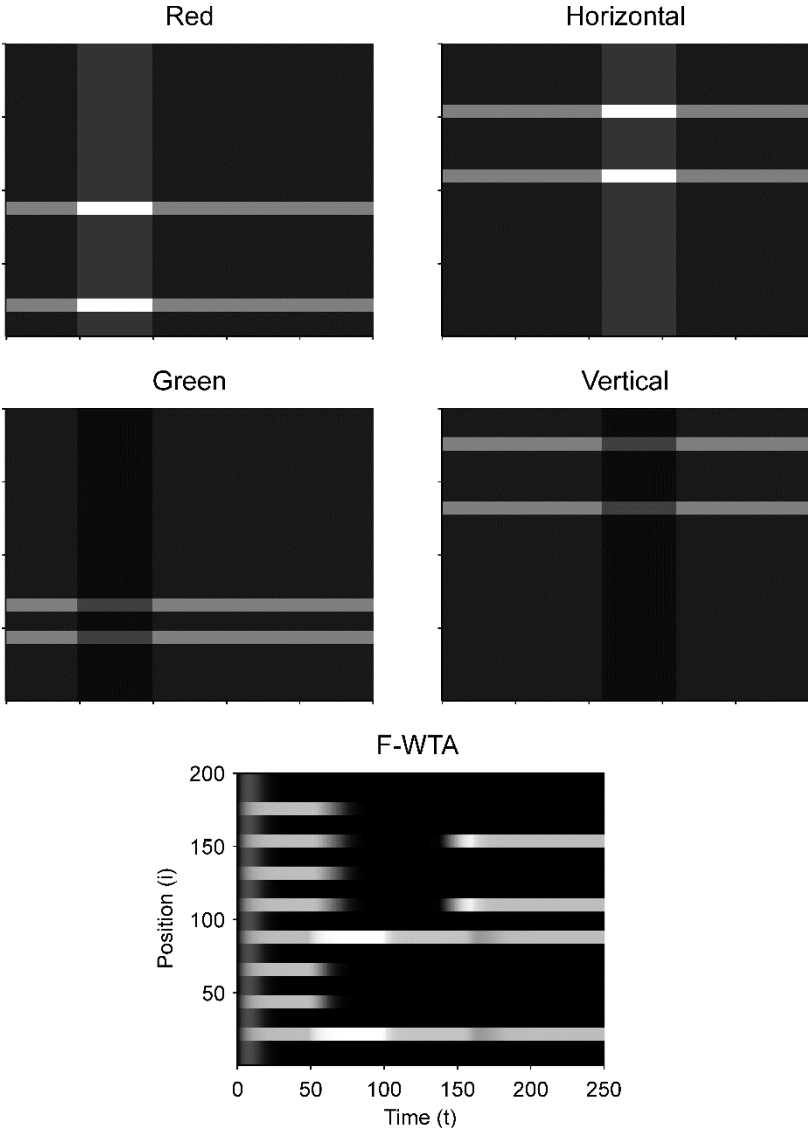 Red
Horizontal
Green
Vertical
F-WTA
200
150
100
50
Position (i)
0 50 100 150 200 250
Time (t)